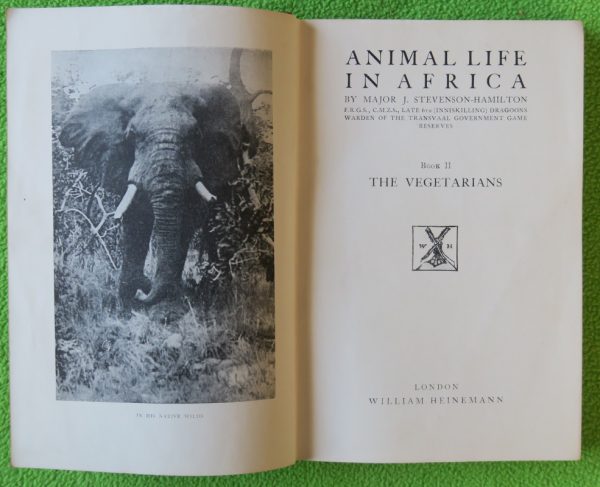 IN HIS NATIVE WILDS
ANIMAL LIFE
IN AFRICA
BY MAJOR J. STEVENSON-HAMILTON
F.R.G.S., C.M.Z.S., LATE 6TH (INNISKILLING) DRAGOONS
WARDEN OF THE TRANSVAAL GOVERNMENT GAME
RESERVES
BOOK II
THE VEGETARIANS
W H
LONDON
WILLIAM HEINEMANN